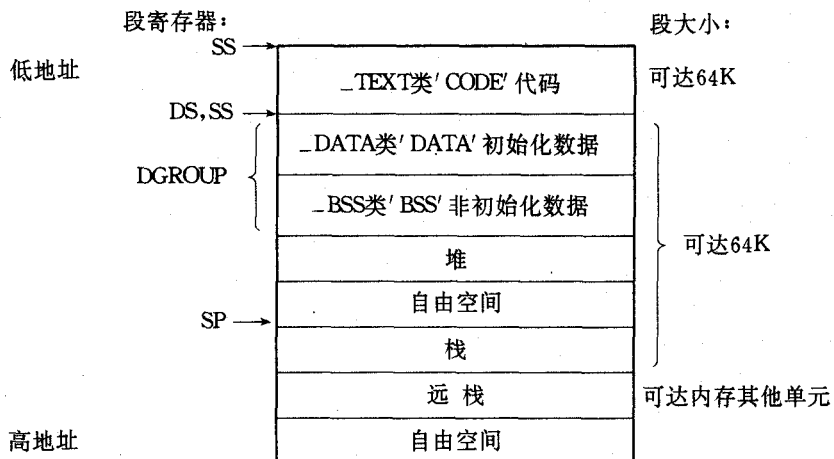 段寄存器： 段大小：
SS
低地址 _TEXT类'CODE'代码 可达64K
DS,SS
_DATA类'DATA'初始化数据
DGROUP
_BSS类'BSS'非初始化数据
可达64K
堆
自由空间
SP
栈
远 栈 可达内存其他单元
高地址 自由空间